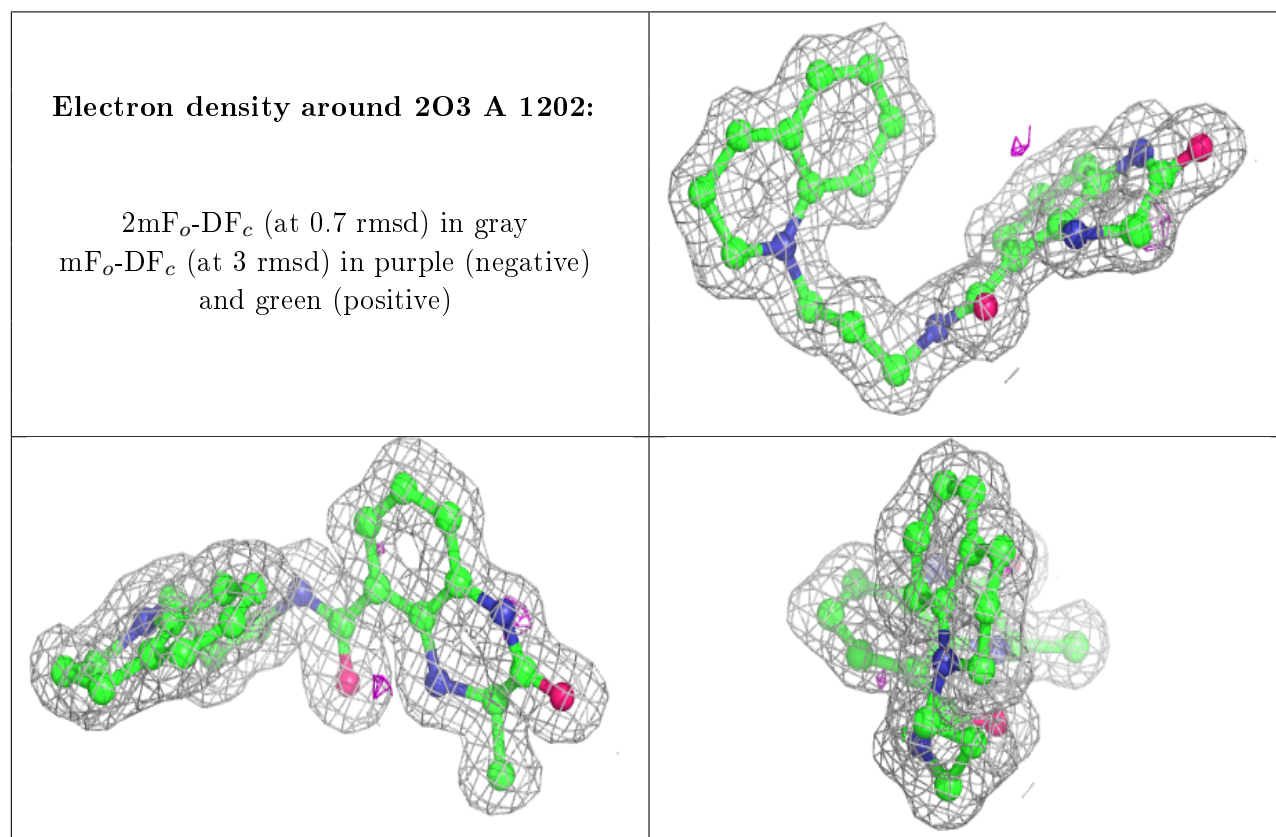 Electron density around 2O3 A 1202:
2mFo-DFc (at 0.7 rmsd) in gray
mFo-DFc (at 3 rmsd) in purple (negative)
and green (positive)